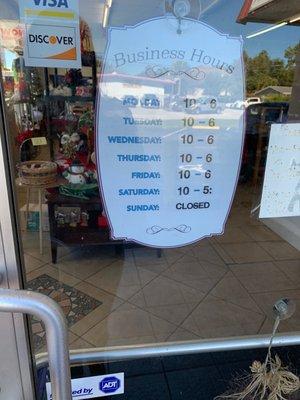 VISA
DISCOVER
Business Hours
MONDAY: 10 - 6
TUESDAY: 10 - 6
WEDNESDAY: 10 - 6
THURSDAY: 10 - 6
FRIDAY: 10 - 6
SATURDAY: 10 - 5:
SUNDAY: CLOSED
ed by ADT